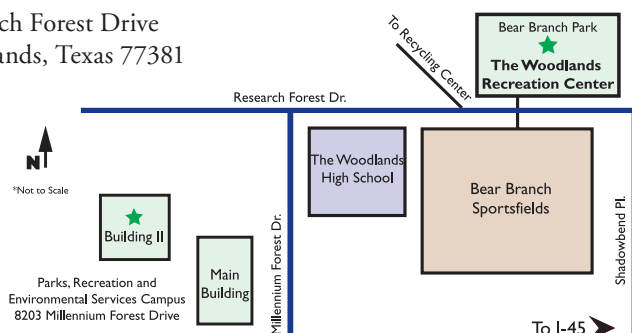 ch Forest Drive
ands, Texas 77381
To Recycling Center
Bear Branch Park
The Woodlands
Recreation Center
Research Forest Dr.
N
*Not to Scale
The Woodlands
High School
Bear Branch
Sportsfields
Shadowbend Pl.
Building II
Main
Building
Millennium Forest Dr.
Parks, Recreation and
Environmental Services Campus
8203 Millennium Forest Drive
To I-45